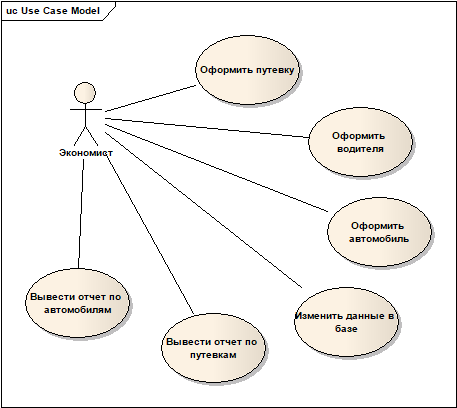 uc Use Case Model
Оформить путевку
Экономист
Оформить
водителя
Оформить
автомобиль
Вывести отчет по
автомобилям
Изменить данные в
базе
Вывести отчет по
путевкам